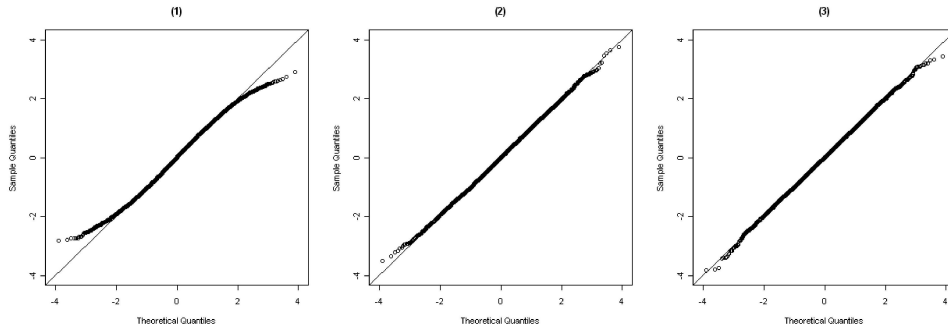 (1) (2) (3)
4 4 4
2 2 2
0 0 0
-2 -2 -2
-4 -4 -4
Sample Quantiles Sample Quantiles Sample Quantiles
-4 -2 0 2 4 -4 -2 0 2 4 -4 -2 0 2 4
Theoretical Quantiles Theoretical Quantiles Theoretical Quantiles